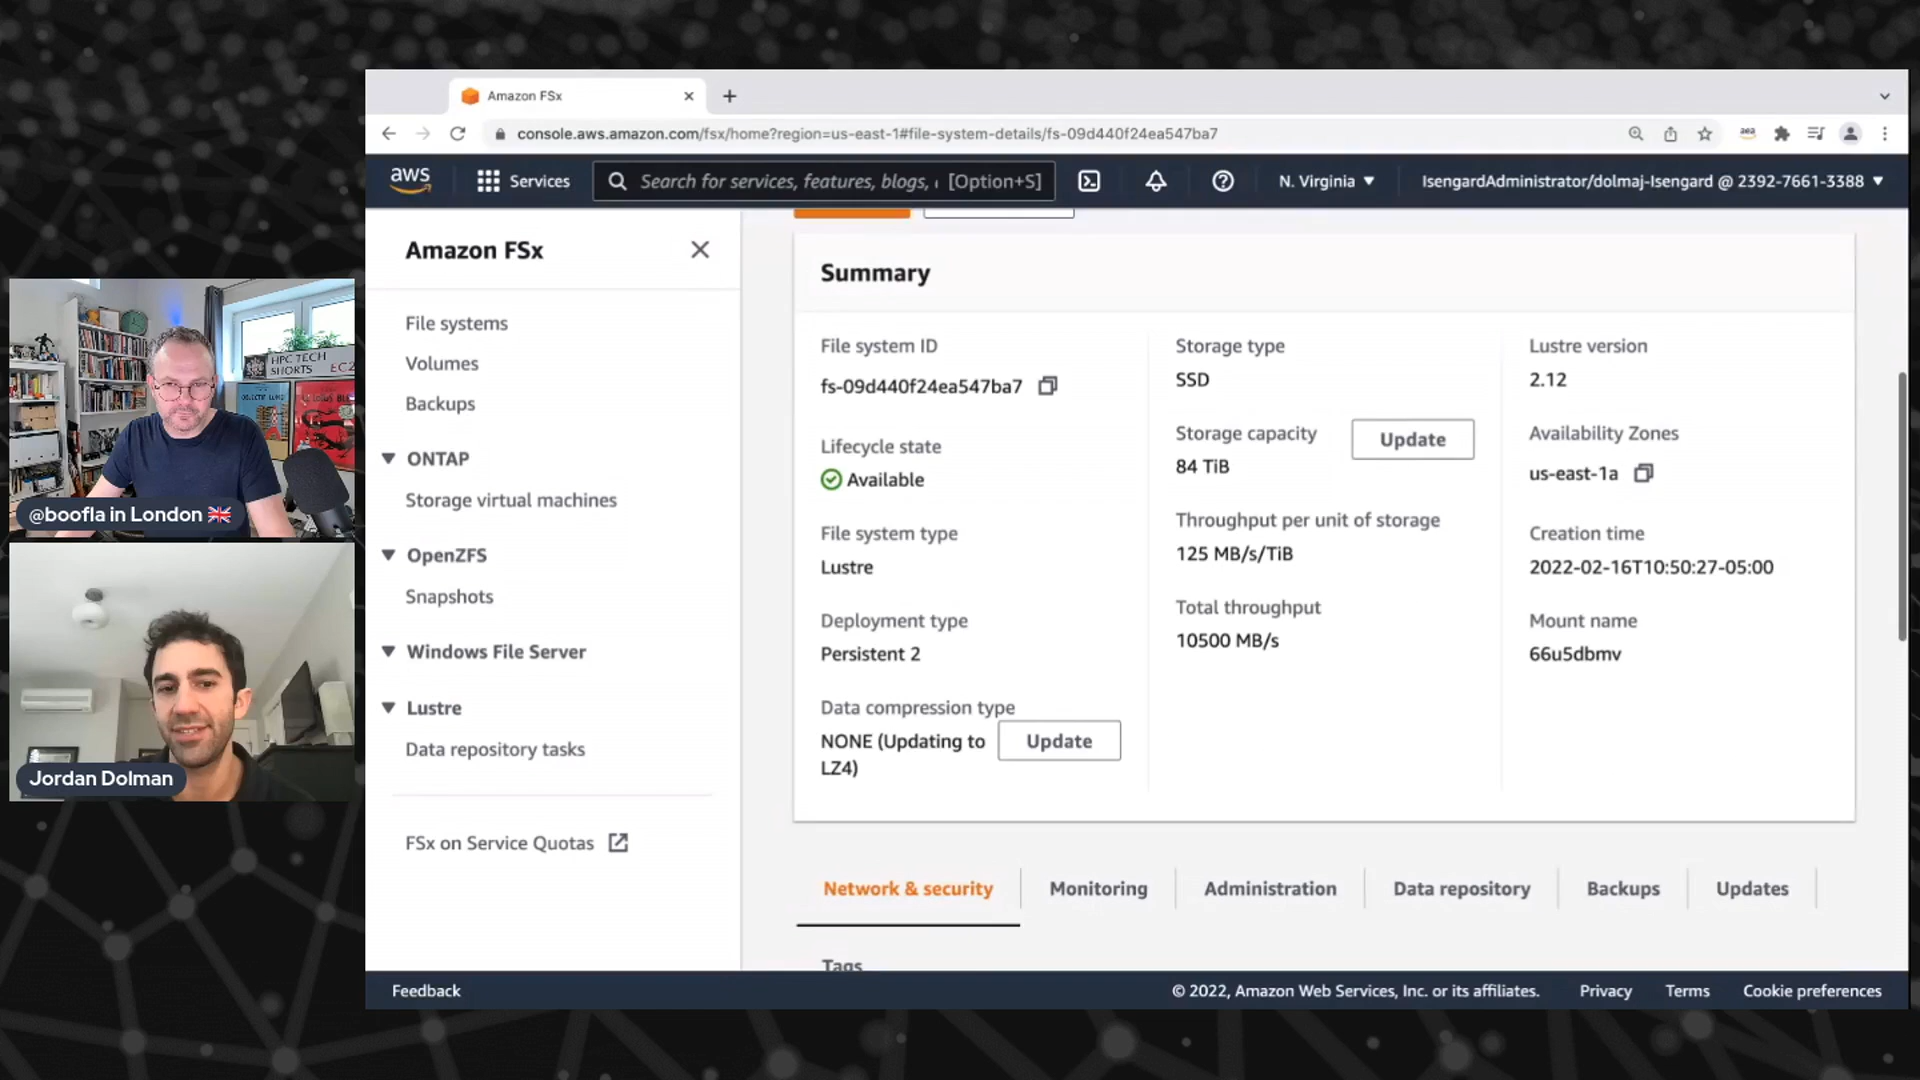 Amazon FSx
console.aws.amazon.com/fsx/home?region=us-east-1#file-system-details/fs-09d440f24ea547ba7
aws
Services
Search for services, features, blogs, [Option+S]
N. Virginia
IsengardAdministrator/dolmaj-Isengard @ 2392-7661-3388
Amazon FSx
File systems
Volumes
Backups
ONTAP
Storage virtual machines
OpenZFS
Snapshots
Windows File Server
Lustre
Data repository tasks
FSx on Service Quotas
Summary
File system ID
fs-09d440f24ea547ba7
Lifecycle state
Available
File system type
Lustre
Deployment type
Persistent 2
Data compression type
NONE (Updating to
LZ4)
Update
Storage type
SSD
Storage capacity
84 TiB
Update
Throughput per unit of storage
125 MB/s/TiB
Total throughput
10500 MB/s
Lustre version
2.12
Availability Zones
us-east-1a
Creation time
2022-02-16T10:50:27-05:00
Mount name
66u5dbmv
Network & security
Monitoring
Administration
Data repository
Backups
Updates
Tags
Feedback
© 2022, Amazon Web Services, Inc. or its affiliates.
Privacy
Terms
Cookie preferences
HPC TECH
SHORTS
EC2
@boofla in London
Jordan Dolman